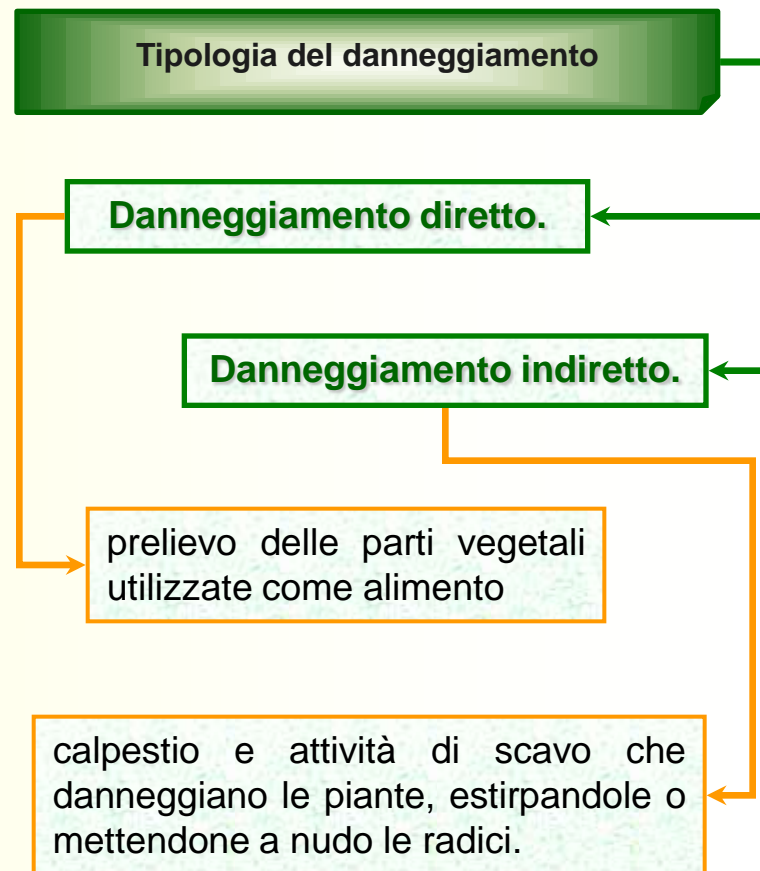 Tipologia del danneggiamento
Danneggiamento diretto.
Danneggiamento indiretto.
prelievo delle parti vegetali
utilizzate come alimento
calpestio e attività di scavo che
danneggiano le piante, estirpandole o
mettendone a nudo le radici.